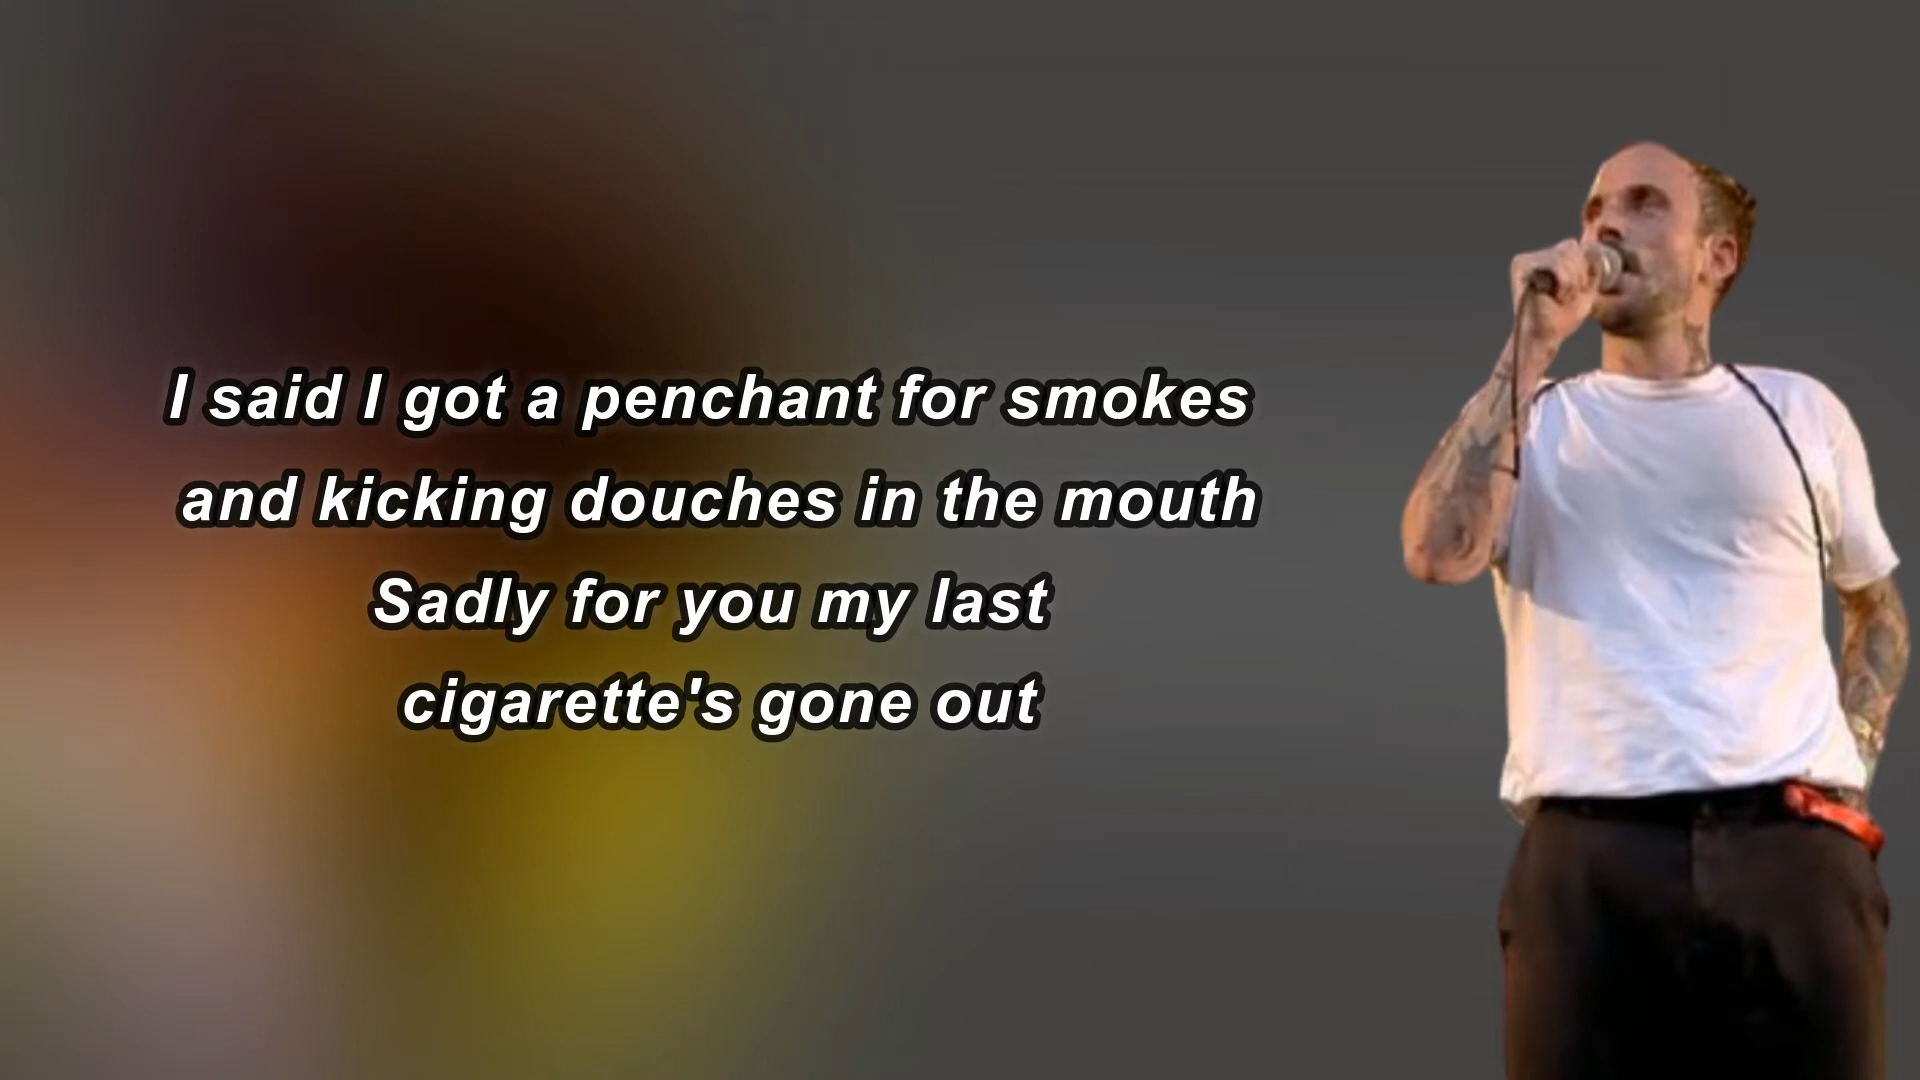 I said I got a penchant for smokes
and kicking douches in the mouth
Sadly for you my last
cigarette's gone out